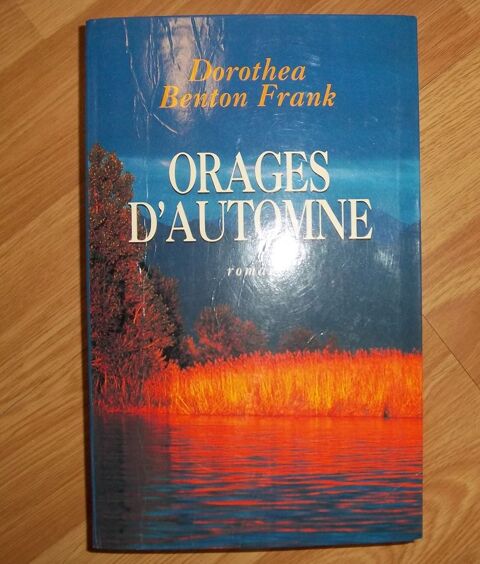 Dorothea
Benton Frank
ORAGES
D'AUTOMNE
roman